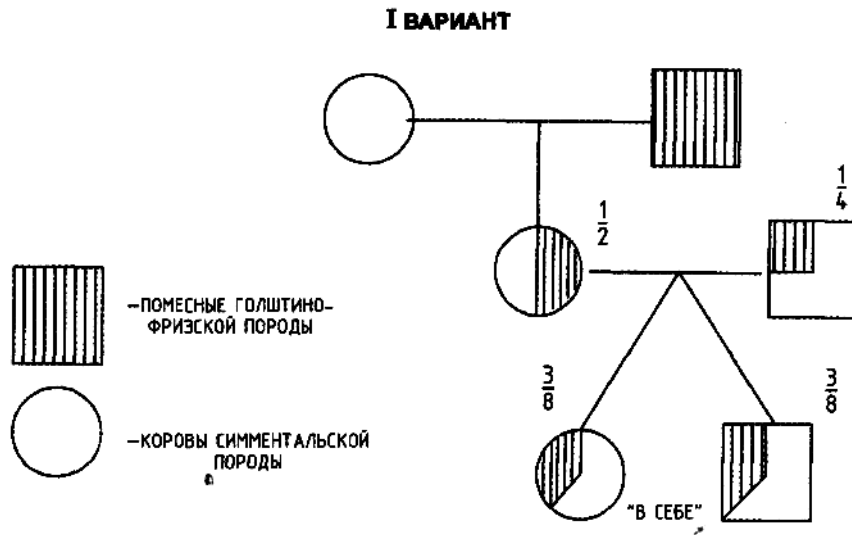 I ВАРИАНТ
1/2
1/4
–ПОМЕСНЫЕ ГОЛШТИНО-
ФРИЗСКОЙ ПОРОДЫ
3/8
3/8
–КОРОВЫ СИММЕНТАЛЬСКОЙ
ПОРОДЫ
"В СЕБЕ"